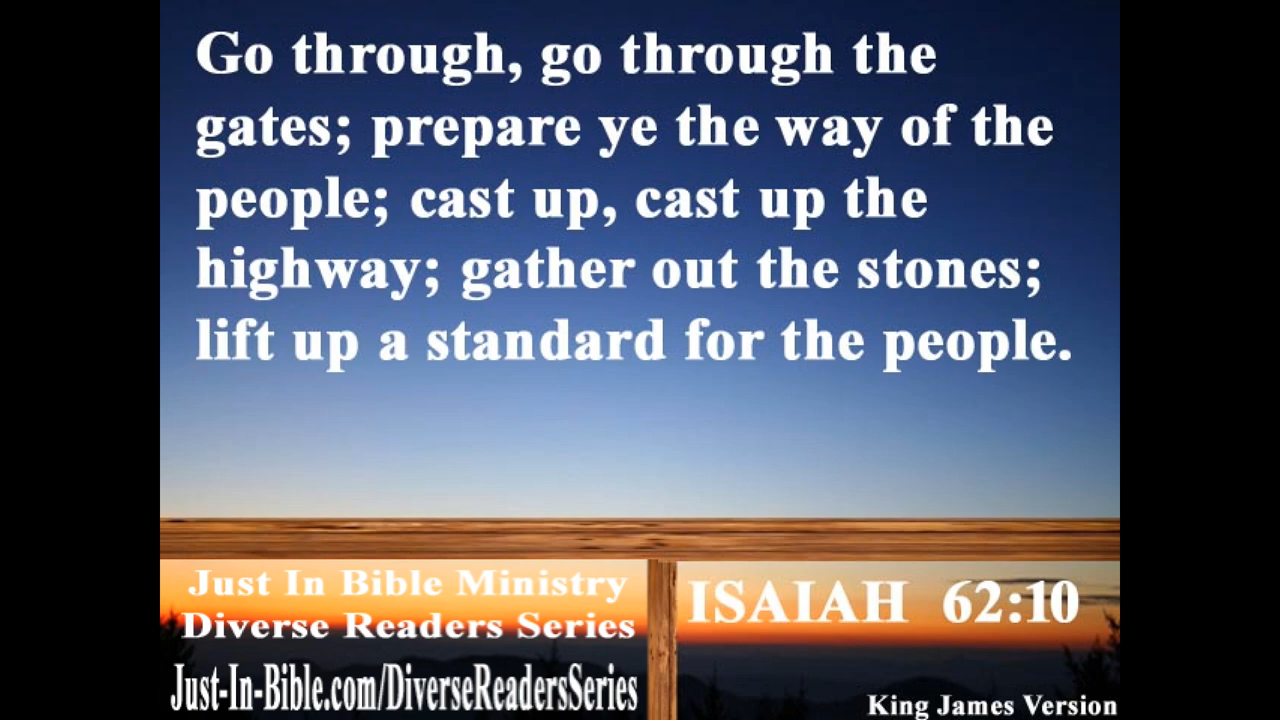 Go through, go through the
gates; prepare ye the way of the
people; cast up, cast up the
highway; gather out the stones;
lift up a standard for the people.
Just In Bible Ministry
Diverse Readers Series
Just-In-Bible.com/DiverseReadersSeries
ISAIAH 62:10
King James Version